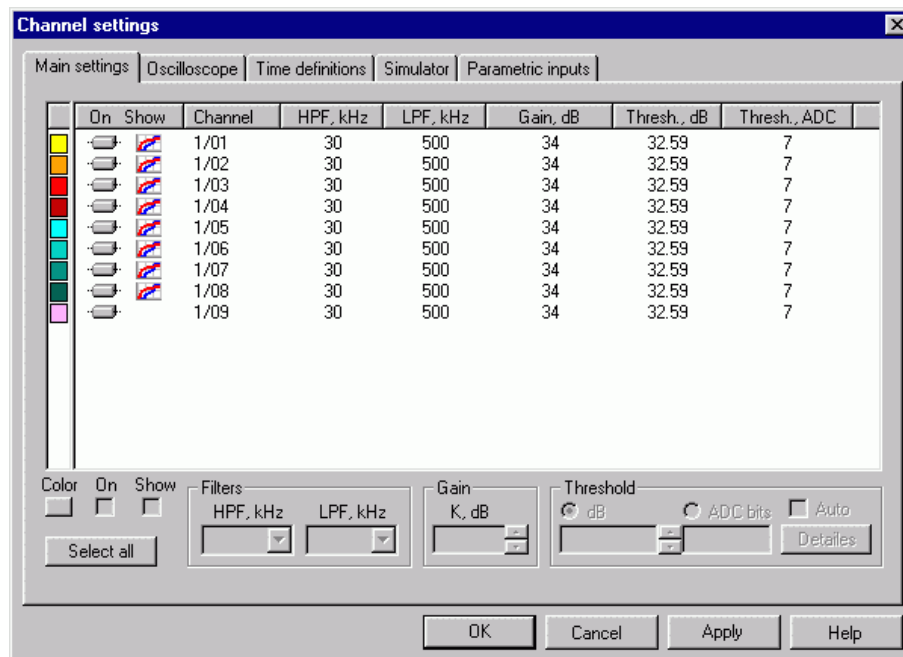 Channel settings
Main settings Oscilloscope Time definitions Simulator Parametric inputs
On Show Channel HPF, kHz LPF, kHz Gain, dB Thresh., dB Thresh., ADC
1/01 30 500 34 32.59 7
1/02 30 500 34 32.59 7
1/03 30 500 34 32.59 7
1/04 30 500 34 32.59 7
1/05 30 500 34 32.59 7
1/06 30 500 34 32.59 7
1/07 30 500 34 32.59 7
1/08 30 500 34 32.59 7
1/09 30 500 34 32.59 7
Color On Show Filters Gain Threshold
HPF, kHz LPF, kHz K, dB dB ADC bits Auto
Select all Detailes
OK Cancel Apply Help